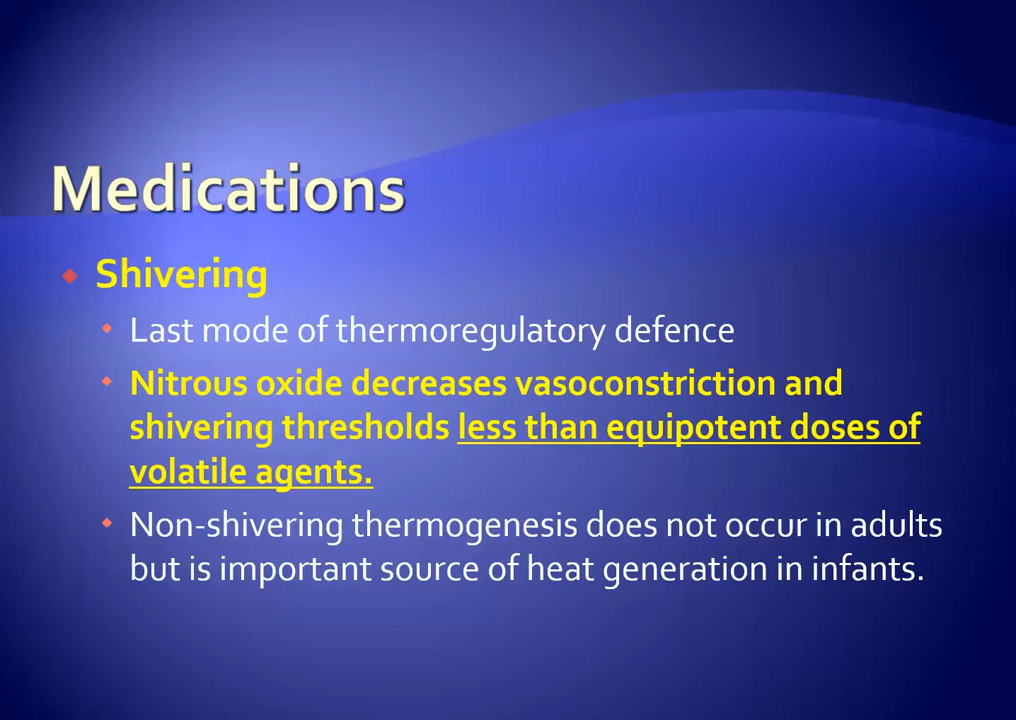 Medications
Shivering
Last mode of thermoregulatory defence
Nitrous oxide decreases vasoconstriction and
shivering thresholds less than equipotent doses of
volatile agents.
Non-shivering thermogenesis does not occur in adults
but is important source of heat generation in infants.